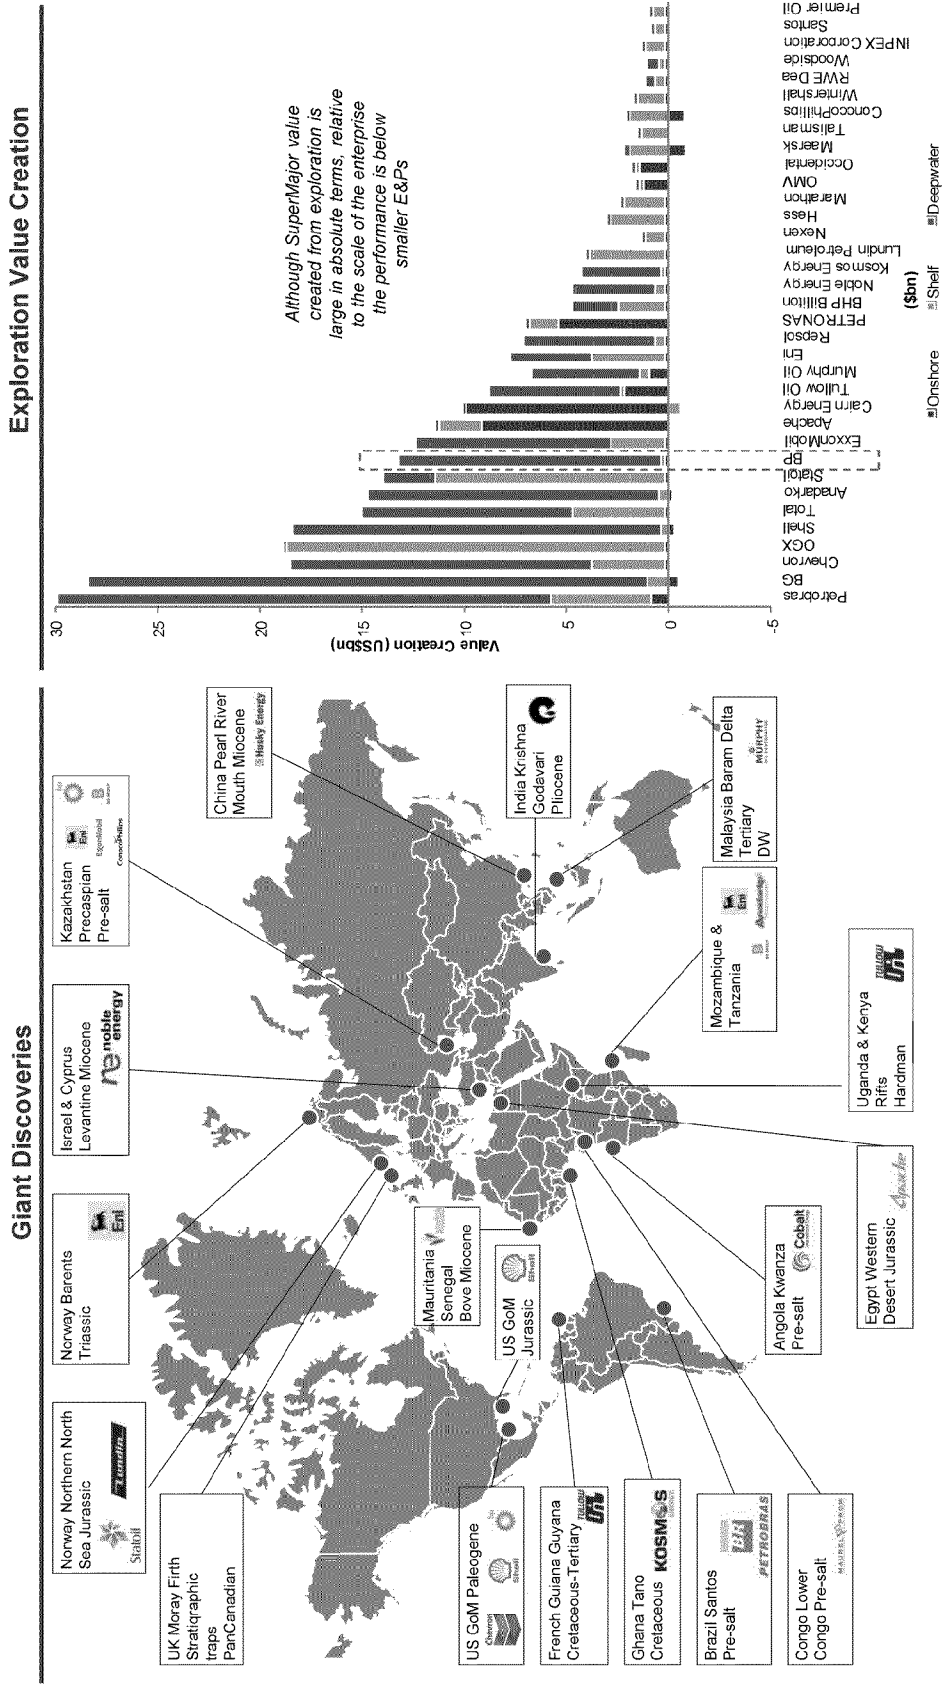 Giant Discoveries
Norway Northern North
Sea Jurassic
Statoil
Lundin
Norway Barents
Triassic
Eni
Israel & Cyprus
Levantine Miocene
noble
energy
Kazakhstan
Precaspian
Pre-salt
Eni
ExxonMobil
ConocoPhillips
China Pearl River
Mouth Miocene
Husky Energy
UK Moray Firth
Stratigraphic
traps
PanCanadian
Mauritania
Senegal
Bove Miocene
US GoM
Jurassic
Shell
India Krishna
Godavari
Pliocene
US GoM Paleogene
Chevron
Shell
French Guiana Guyana
Cretaceous-Tertiary
TULLOW
OIL
Ghana Tano
Cretaceous
KOSMOS
Brazil Santos
Pre-salt
BR
PETROBRAS
Congo Lower
Congo Pre-salt
MAUREL & PROM
Angola Kwanza
Pre-salt
Cobalt
Egypt Western
Desert Jurassic
Apache
Uganda & Kenya
Rifts
Hardman
TULLOW
OIL
Mozambique &
Tanzania
Eni
Anadarko
Malaysia Baram Delta
Tertiary
DW
MURPHY
Exploration Value Creation
Value Creation (US$bn)
30
25
20
15
10
5
0
-5
Although SuperMajor value
created from exploration is
large in absolute terms, relative
to the scale of the enterprise
the performance is below
smaller E&Ps
Petrobras
BG
Chevron
OGX
Shell
Total
Anadarko
Statoil
BP
ExxonMobil
Apache
Cairn Energy
Tullow Oil
Murphy Oil
Eni
Repsol
PETRONAS
BHP Billiton
Noble Energy
Kosmos Energy
Lundin Petroleum
Nexen
Hess
Marathon
OMV
Occidental
Maersk
Talisman
ConocoPhillips
Wintershall
RWE Dea
Woodside
INPEX Corporation
Santos
Premier Oil
($bn)
Onshore
Shelf
Deepwater